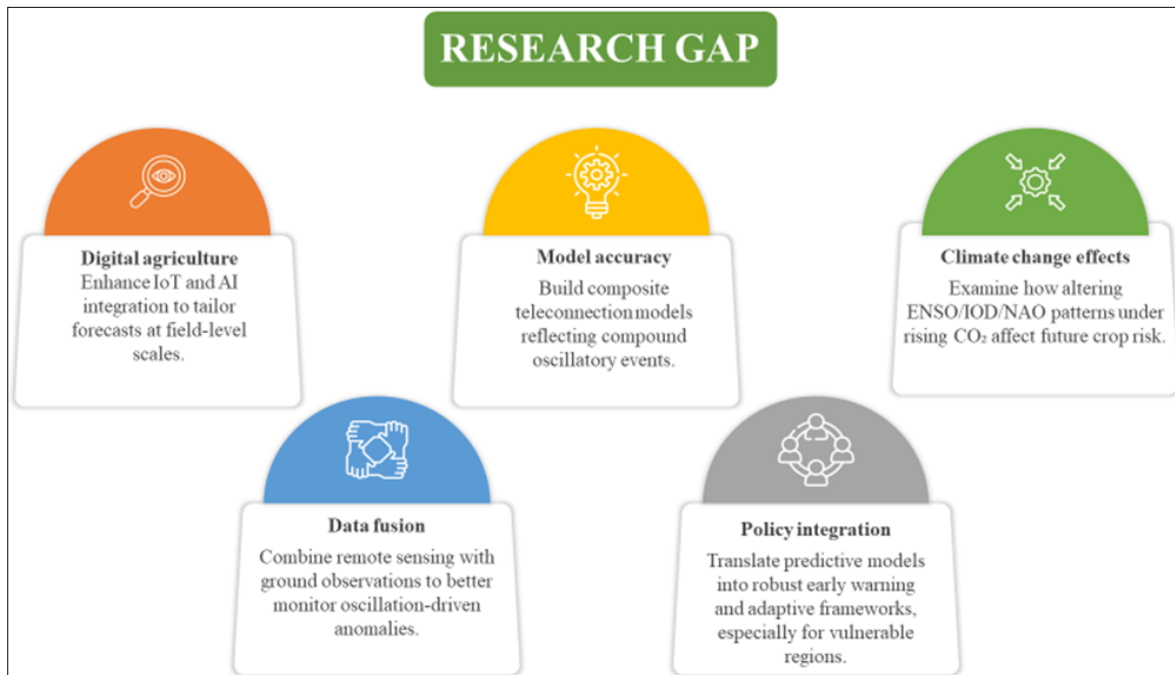 RESEARCH GAP
Digital agriculture
Enhance IoT and AI
integration to tailor
forecasts at field-level
scales.
Model accuracy
Build composite
teleconnection models
reflecting compound
oscillatory events.
Climate change effects
Examine how altering
ENSO/IOD/NAO patterns under
rising CO₂ affect future crop risk.
Data fusion
Combine remote sensing with
ground observations to better
monitor oscillation-driven
anomalies.
Policy integration
Translate predictive models
into robust early warning
and adaptive frameworks,
especially for vulnerable
regions.